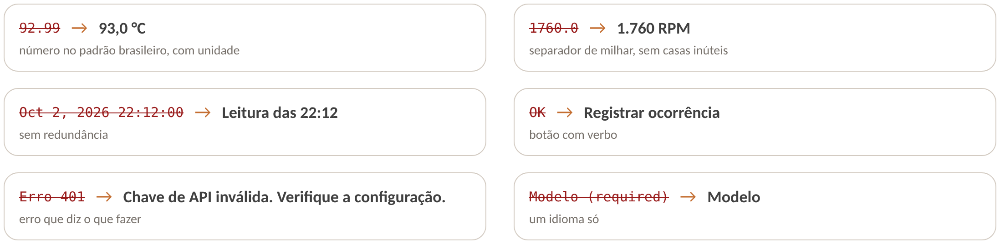 92.99 → 93,0 °C
número no padrão brasileiro, com unidade
1760.0 → 1.760 RPM
separador de milhar, sem casas inúteis
Oct 2, 2026 22:12:00 → Leitura das 22:12
sem redundância
OK → Registrar ocorrência
botão com verbo
Erro 401 → Chave de API inválida. Verifique a configuração.
erro que diz o que fazer
Modelo (required) → Modelo
um idioma só